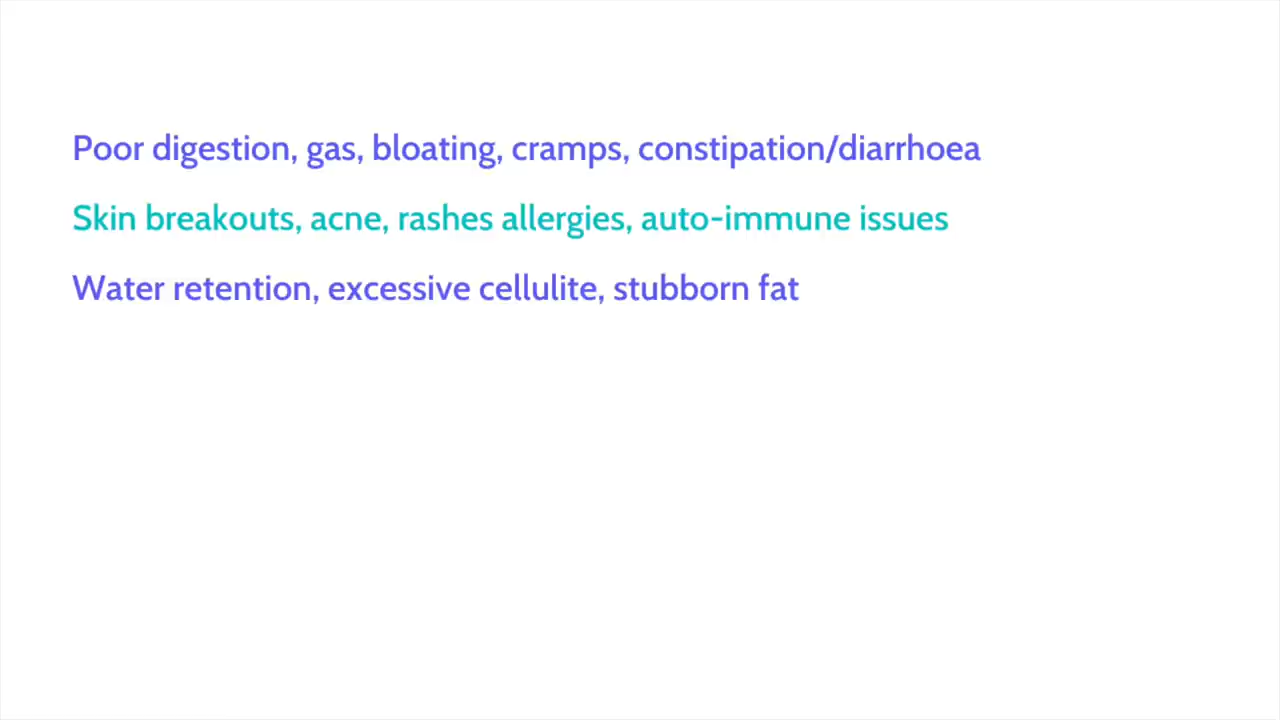 Poor digestion, gas, bloating, cramps, constipation/diarrhoea
Skin breakouts, acne, rashes allergies, auto-immune issues
Water retention, excessive cellulite, stubborn fat